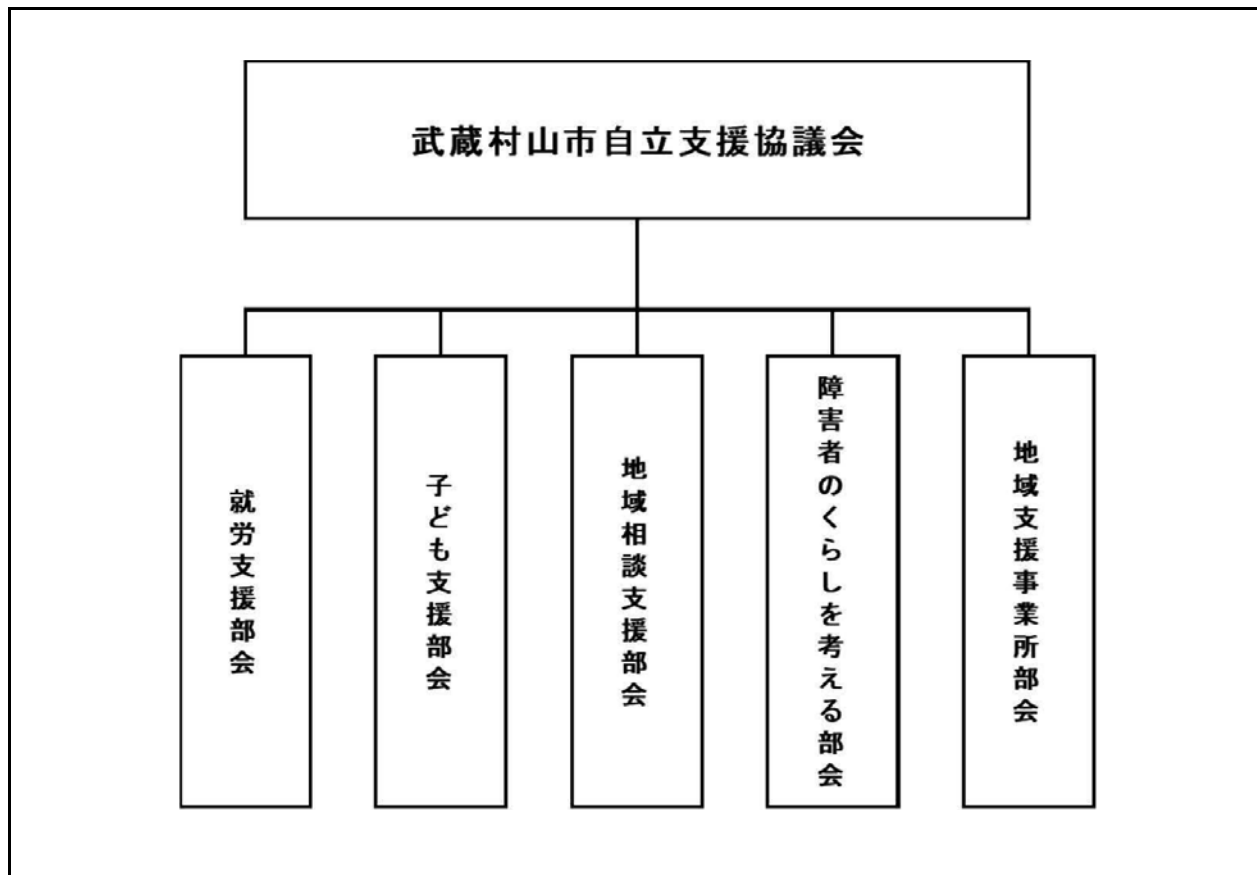 武蔵村山市自立支援協議会
就労支援部会
子ども支援部会
地域相談支援部会
障害者のくらしを考える部会
地域支援事業所部会